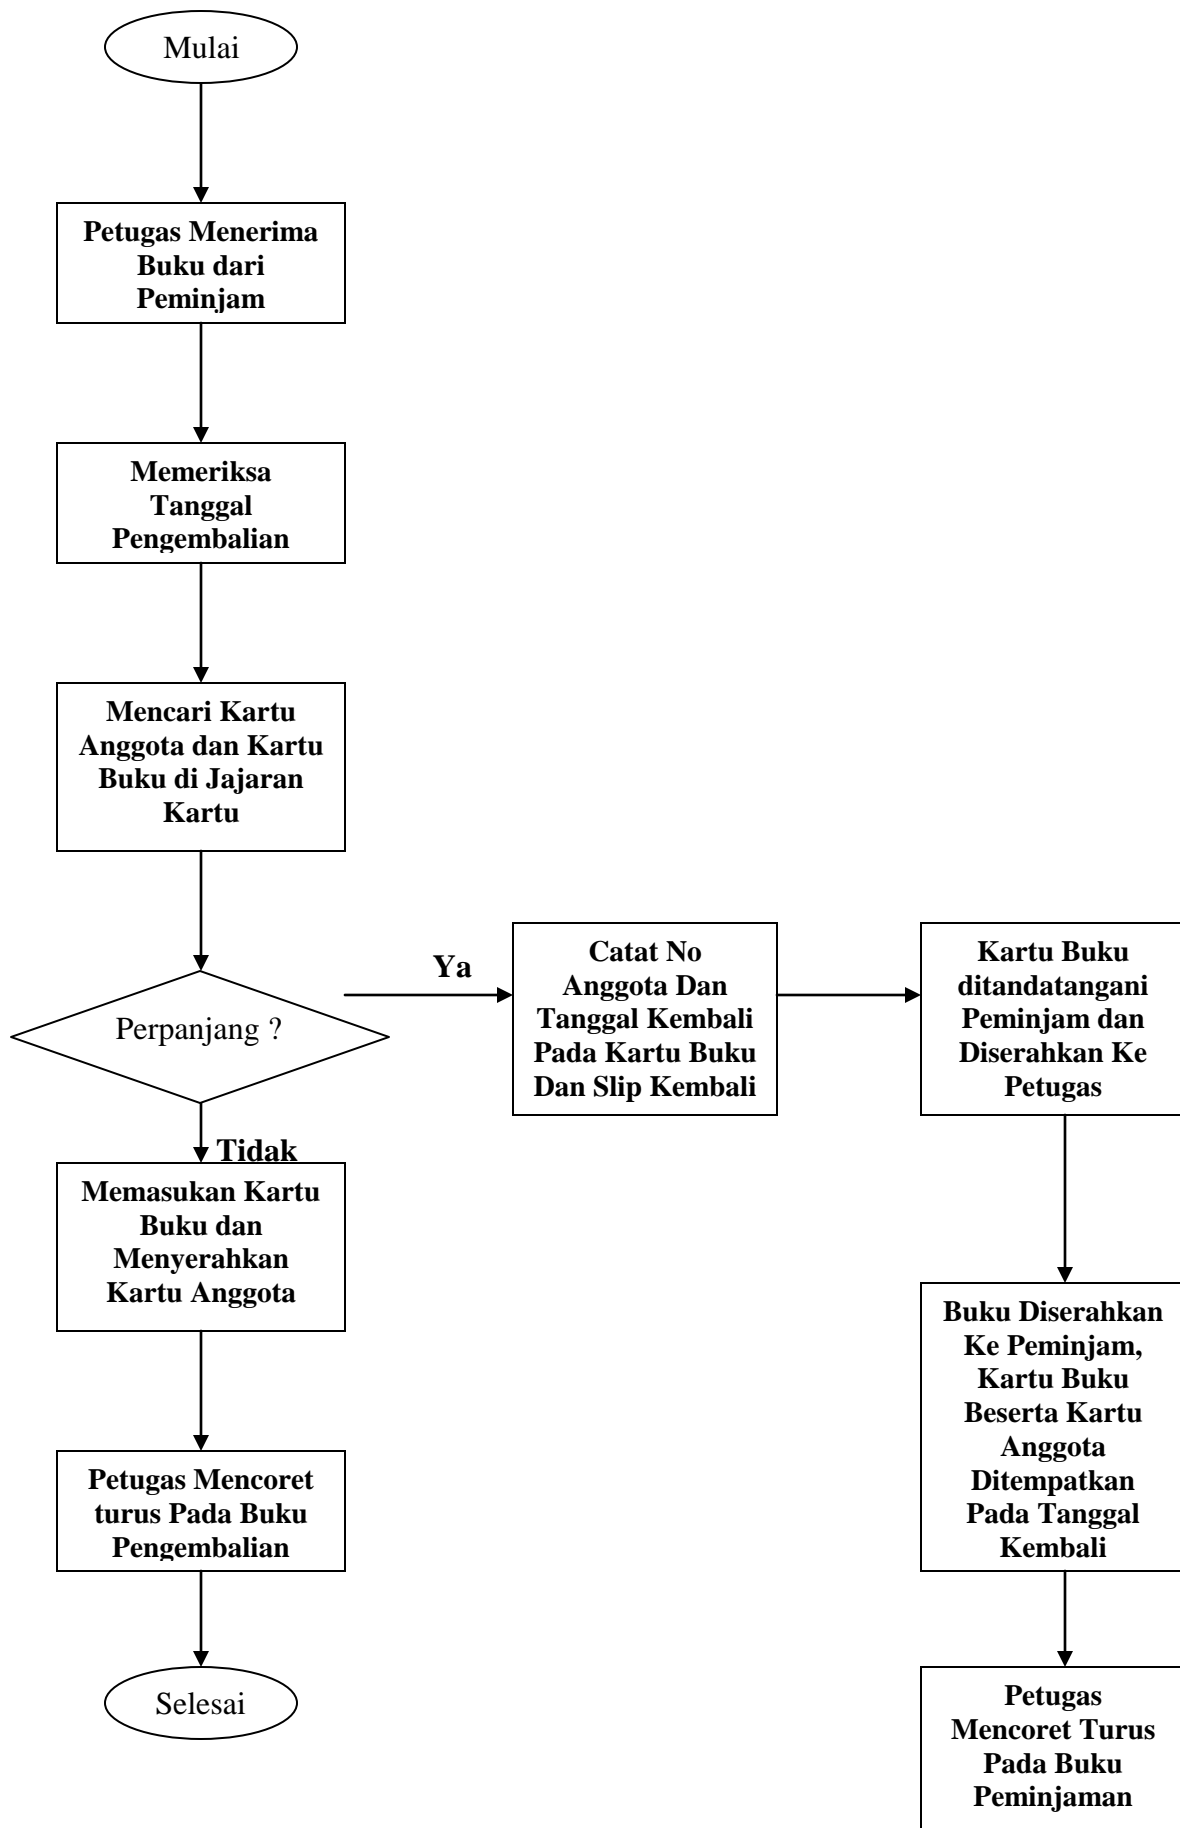 Mulai
Petugas Menerima
Buku dari
Peminjam
Memeriksa
Tanggal
Pengembalian
Mencari Kartu
Anggota dan Kartu
Buku di Jajaran
Kartu
Perpanjang ?
Ya
Catat No
Anggota Dan
Tanggal Kembali
Pada Kartu Buku
Dan Slip Kembali
Kartu Buku
ditandatangani
Peminjam dan
Diserahkan Ke
Petugas
Tidak
Memasukan Kartu
Buku dan
Menyerahkan
Kartu Anggota
Buku Diserahkan
Ke Peminjam,
Kartu Buku
Beserta Kartu
Anggota
Ditempatkan
Pada Tanggal
Kembali
Petugas Mencoret
turus Pada Buku
Pengembalian
Selesai
Petugas
Mencoret Turus
Pada Buku
Peminjaman